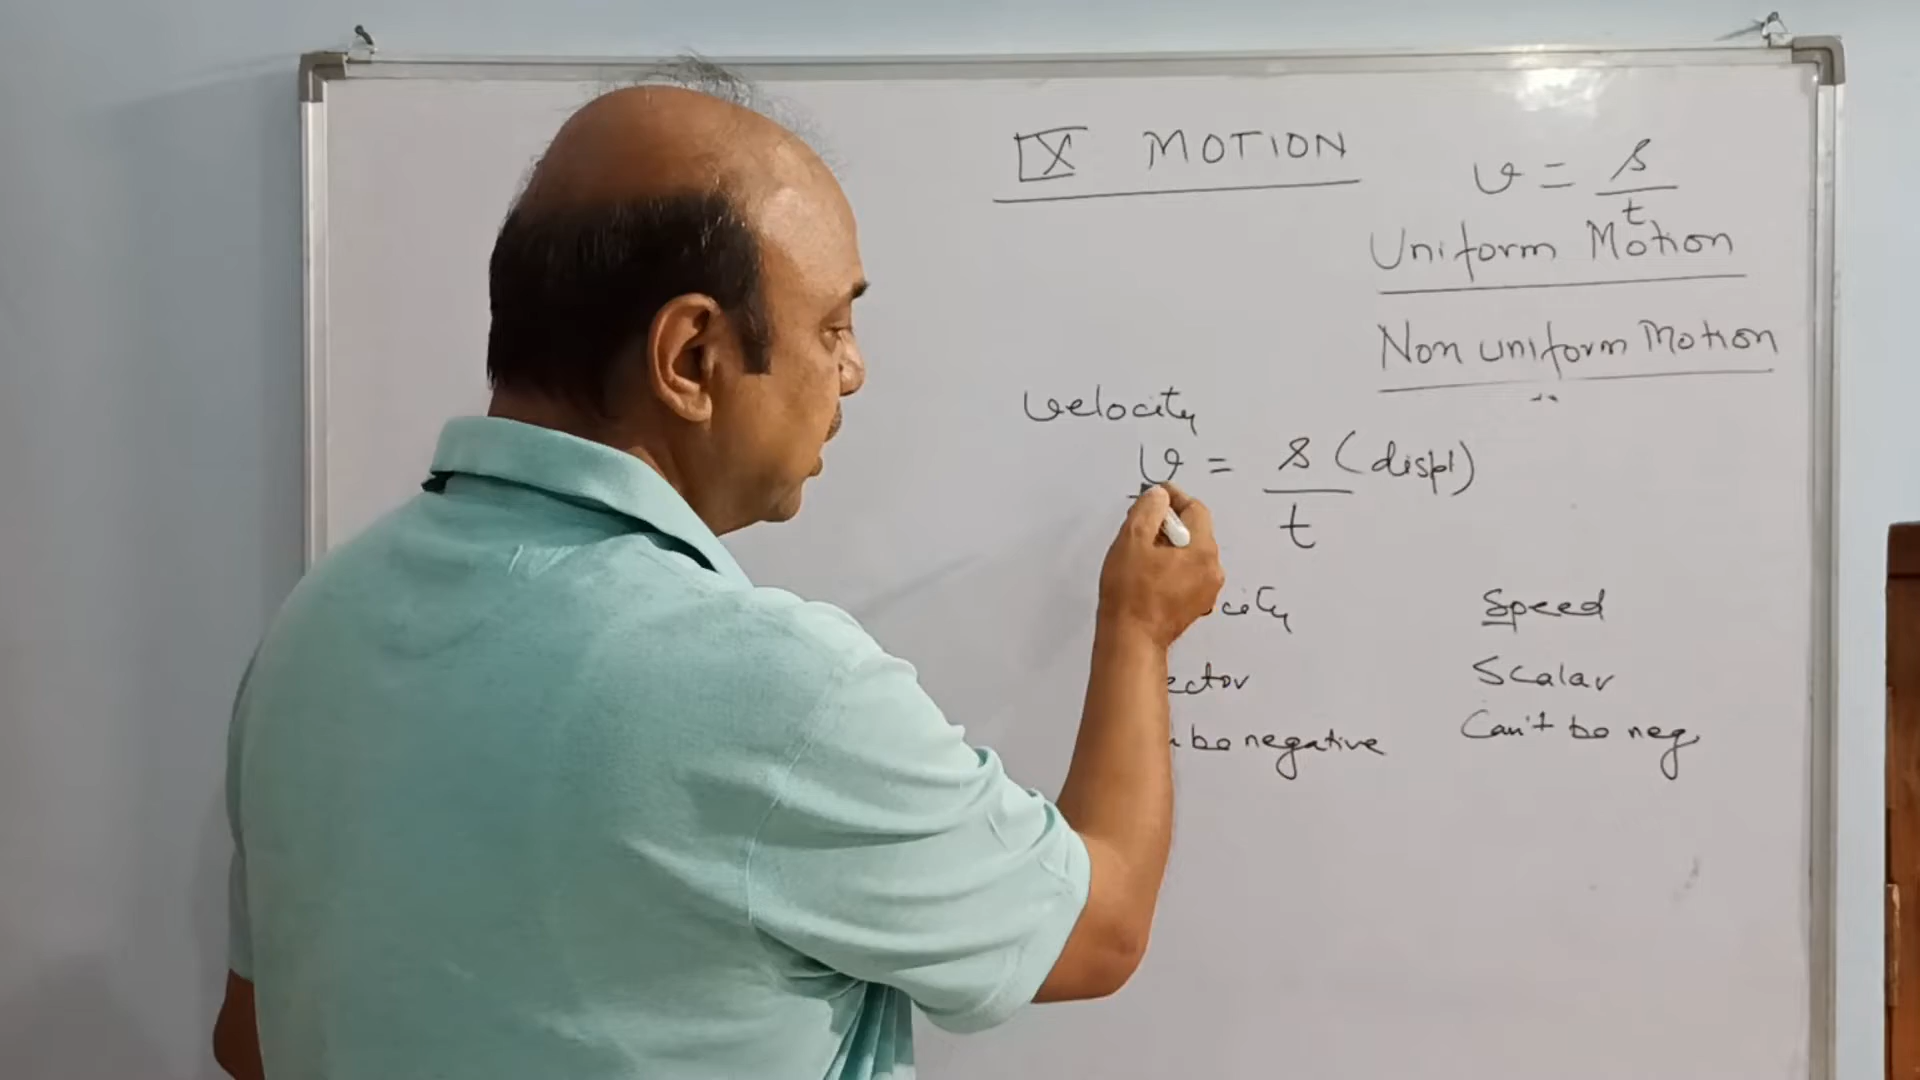 IX MOTION
v = s/t
Uniform Motion
Non uniform Motion
velocity
v = s (displ) / t
Speed
Scalar
be negative
Can't be neg